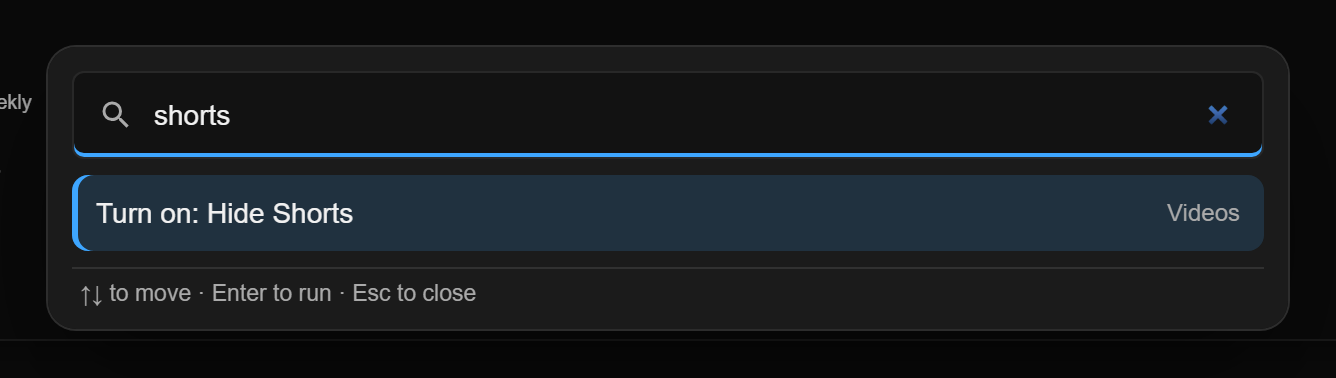 shorts
Turn on: Hide Shorts
Videos
↑↓ to move · Enter to run · Esc to close